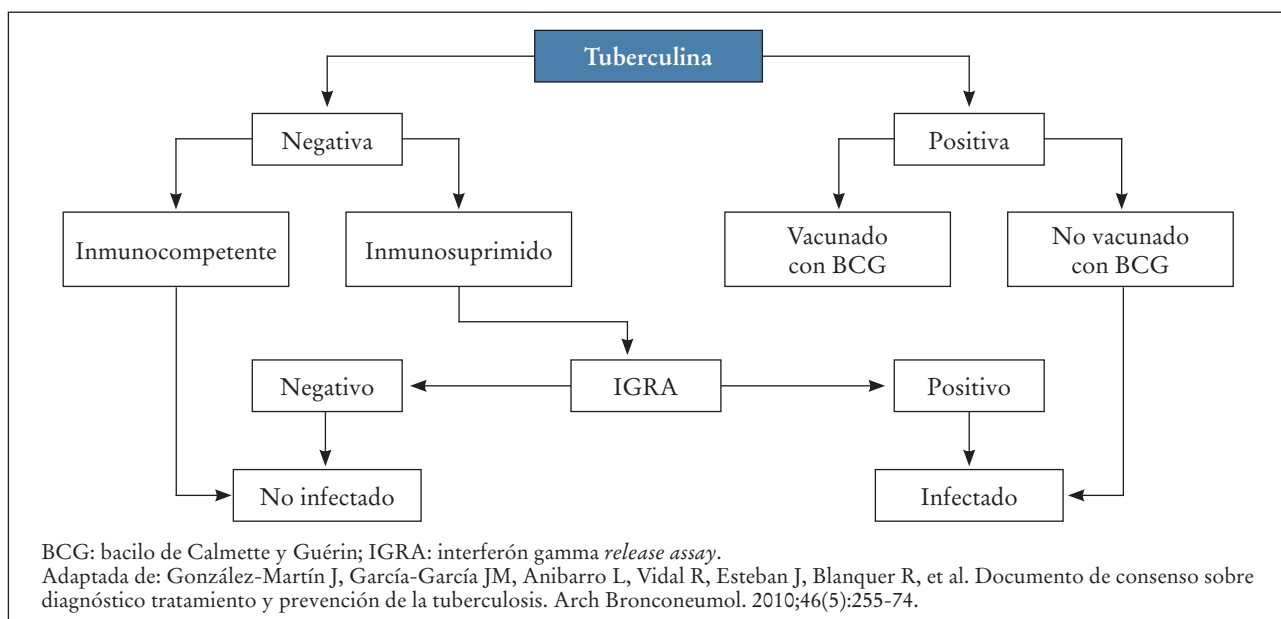 Tuberculina
Negativa
Positiva
Inmunocompetente
Inmunosuprimido
Vacunado
con BCG
No vacunado
con BCG
Negativo
IGRA
Positivo
No infectado
Infectado
BCG: bacilo de Calmette y Guérin; IGRA: interferón gamma release assay.
Adaptada de: González-Martín J, García-García JM, Anibarro L, Vidal R, Esteban J, Blanquer R, et al. Documento de consenso sobre
diagnóstico tratamiento y prevención de la tuberculosis. Arch Bronconeumol. 2010;46(5):255-74.